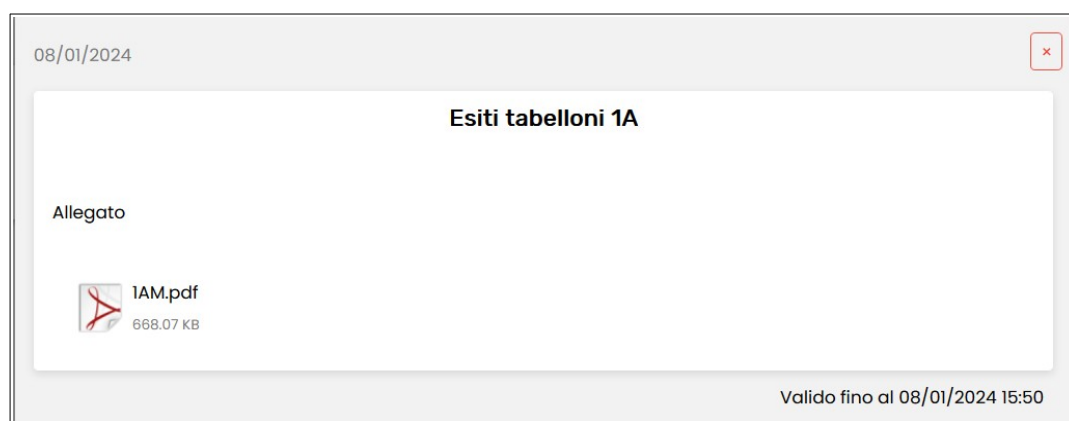 08/01/2024
×
Esiti tabelloni 1A
Allegato
1AM.pdf
668.07 KB
Valido fino al 08/01/2024 15:50